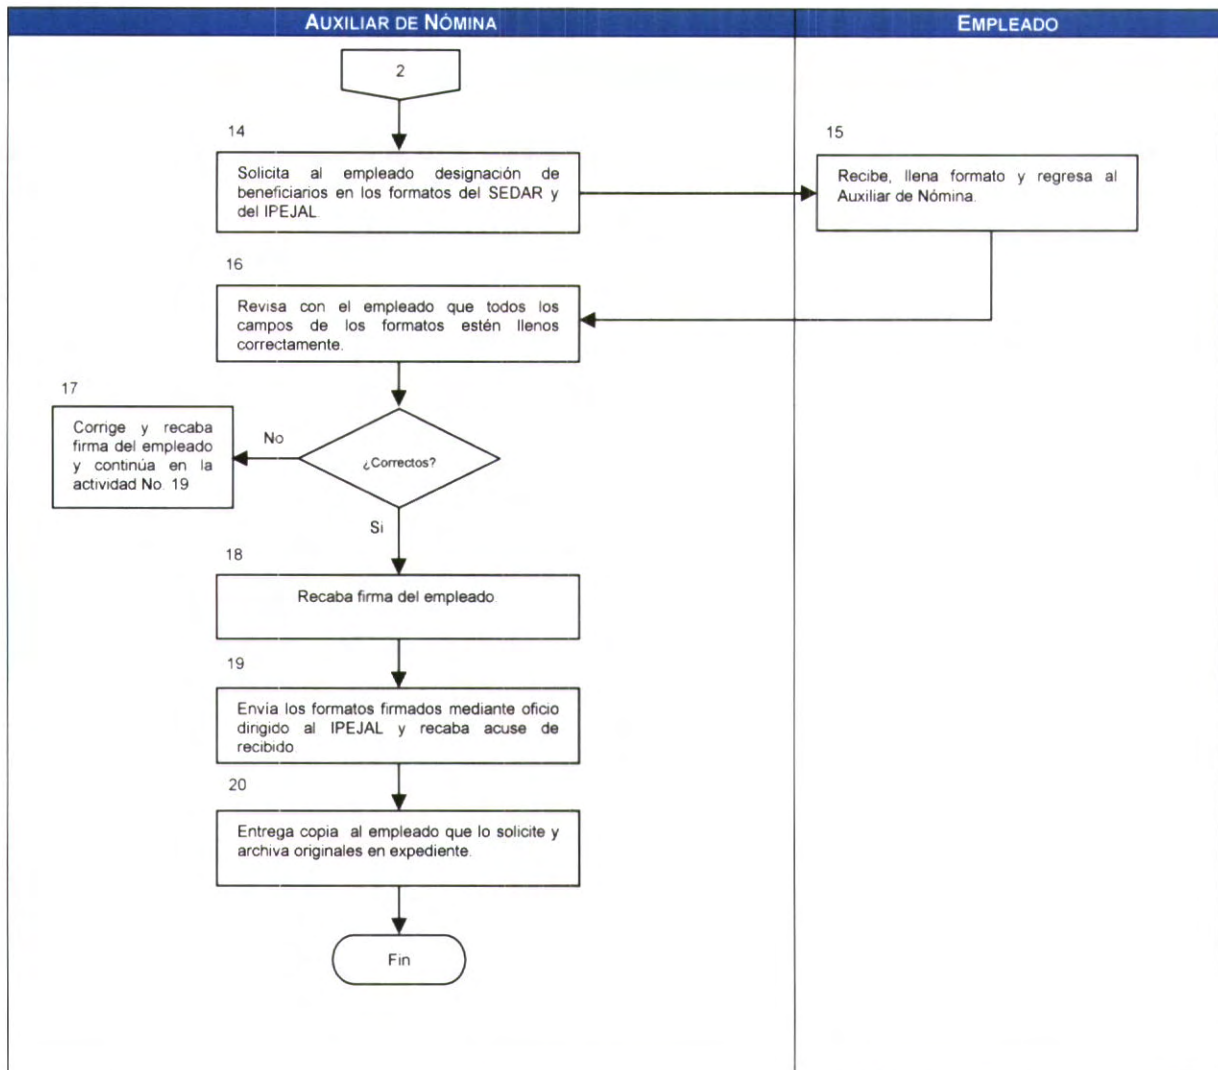 AUXILIAR DE NÓMINA
EMPLEADO
2
14
Solicita al empleado designación de
beneficiarios en los formatos del SEDAR y
del IPEJAL.
15
Recibe, llena formato y regresa al
Auxiliar de Nómina.
16
Revisa con el empleado que todos los
campos de los formatos estén llenos
correctamente.
17
Corrige y recaba
firma del empleado
y continúa en la
actividad No. 19
No
¿Correctos?
Si
18
Recaba firma del empleado.
19
Envía los formatos firmados mediante oficio
dirigido al IPEJAL y recaba acuse de
recibido.
20
Entrega copia al empleado que lo solicite y
archiva originales en expediente.
Fin